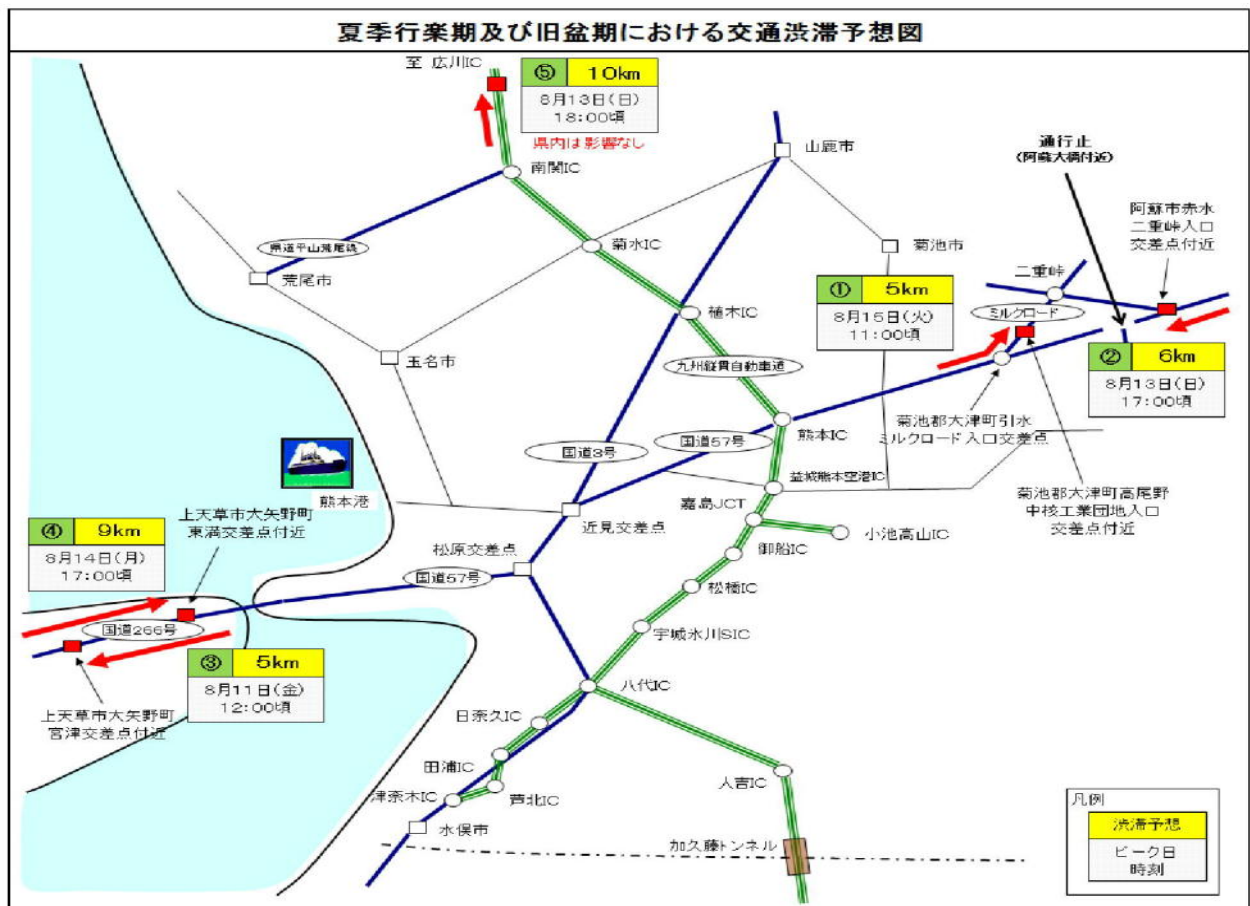 夏季行楽期及び旧盆期における交通渋滞予想図
至 広川IC
⑤ 10km
8月13日(日)
18:00頃
県内は影響なし
南関IC
山鹿市
通行止
(阿蘇大橋付近)
阿蘇市赤水
二重峠入口
交差点付近
県道平山荒尾線
菊水IC
菊池市
荒尾市
二重峠
① 5km
8月15日(火)
11:00頃
ミルクロード
植木IC
玉名市
九州縦貫自動車道
② 6km
8月13日(日)
17:00頃
菊池郡大津町引水
ミルクロード入口交差点
熊本IC
国道3号
国道57号
益城熊本空港IC
熊本港
嘉島JCT
菊池郡大津町高尾野
中核工業団地入口
交差点付近
④ 9km
8月14日(月)
17:00頃
上天草市大矢野町
東満交差点付近
近見交差点
小池高山IC
御船IC
松原交差点
国道57号
松橋IC
国道266号
宇城氷川SIC
③ 5km
8月11日(金)
12:00頃
八代IC
上天草市大矢野町
宮津交差点付近
日奈久IC
田浦IC
人吉IC
津奈木IC
芦北IC
水俣市
加久藤トンネル
凡例
渋滞予想
ピーク日
時刻